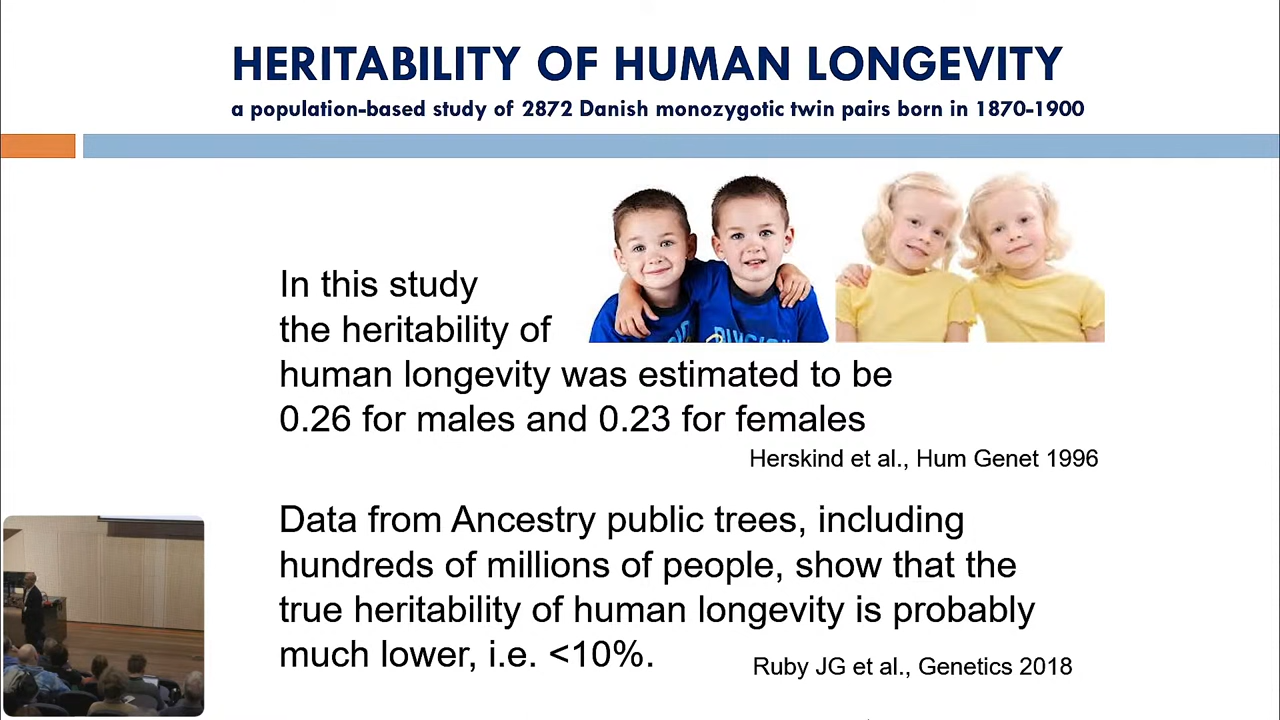 HERITABILITY OF HUMAN LONGEVITY
a population-based study of 2872 Danish monozygotic twin pairs born in 1870-1900
In this study
the heritability of
human longevity was estimated to be
0.26 for males and 0.23 for females
Herskind et al., Hum Genet 1996
Data from Ancestry public trees, including
hundreds of millions of people, show that the
true heritability of human longevity is probably
much lower, i.e. <10%.
Ruby JG et al., Genetics 2018